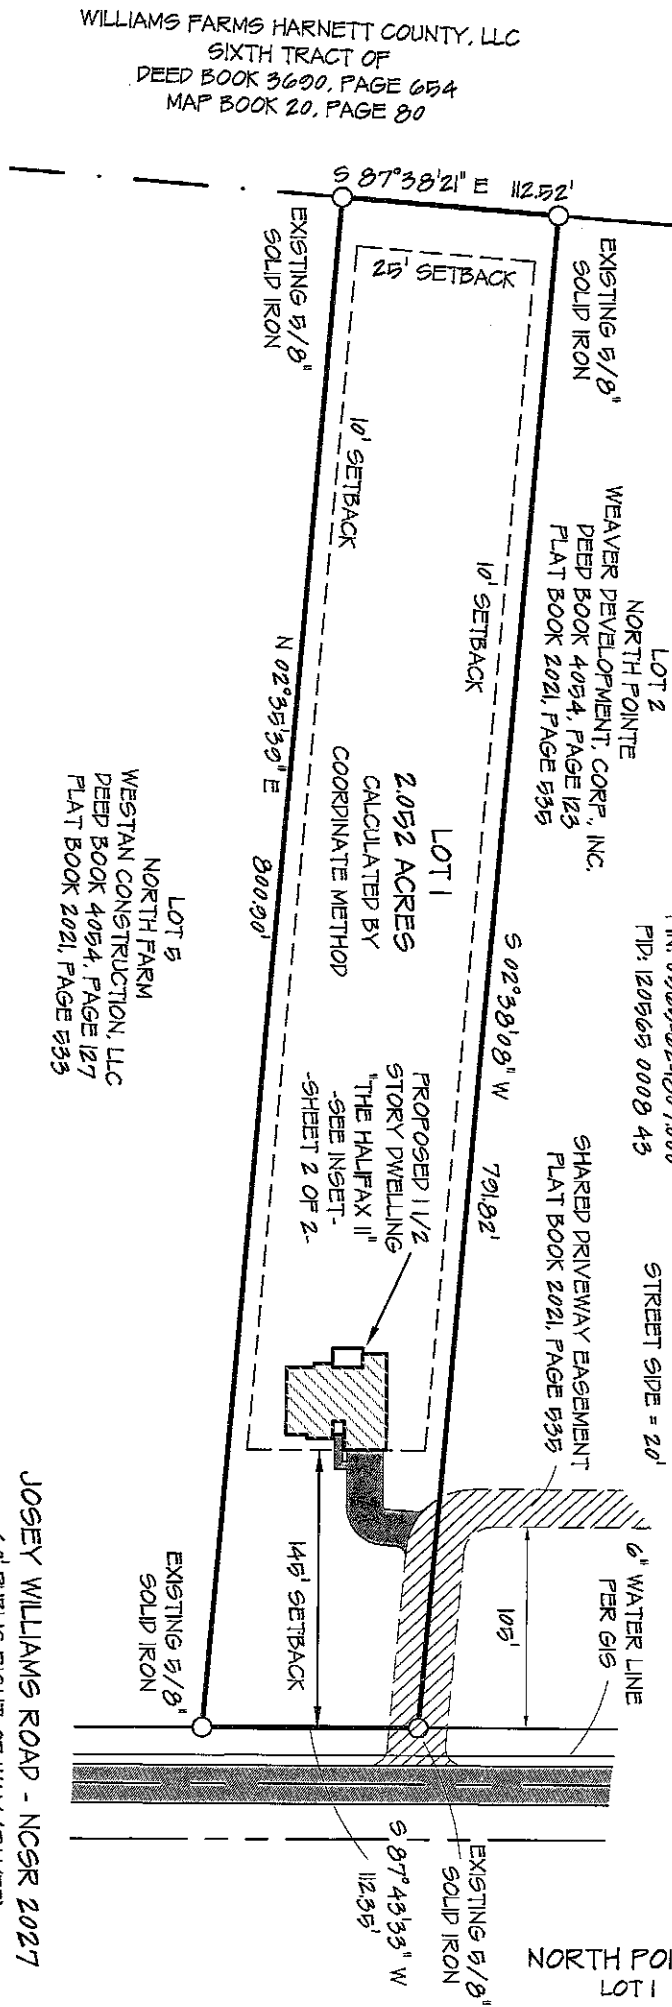 WILLIAMS FARMS HARNETT COUNTY, LLC
SIXTH TRACT OF
DEED BOOK 3690, PAGE 654
MAP BOOK 20, PAGE 80
S 87°38'21" E 112.52'
EXISTING 5/8"
SOLID IRON
EXISTING 5/8"
SOLID IRON
25' SETBACK
10' SETBACK
10' SETBACK
LOT 2
NORTH POINTE
WEAVER DEVELOPMENT, CORP., INC.
DEED BOOK 4054, PAGE 123
PLAT BOOK 2021, PAGE 535
PID: 120565 0008 43
N 02°35'39" E 800.90'
LOT 1
2.052 ACRES
CALCULATED BY
COORDINATE METHOD
S 02°38'08" W 791.82'
LOT 5
NORTH FARM
WESTAN CONSTRUCTION, LLC
DEED BOOK 4054, PAGE 127
PLAT BOOK 2021, PAGE 533
PROPOSED 1 1/2
STORY DWELLING
"THE HALIFAX II"
-SEE INSET-
-SHEET 2 OF 2-
SHARED DRIVEWAY EASEMENT
PLAT BOOK 2021, PAGE 535
STREET SIDE = 20'
6" WATER LINE
PER GIS
105'
145' SETBACK
EXISTING 5/8"
SOLID IRON
JOSEY WILLIAMS ROAD - NCSR 2027
EXISTING 5/8"
SOLID IRON
S 87°43'33" W
112.35'
LOT 1